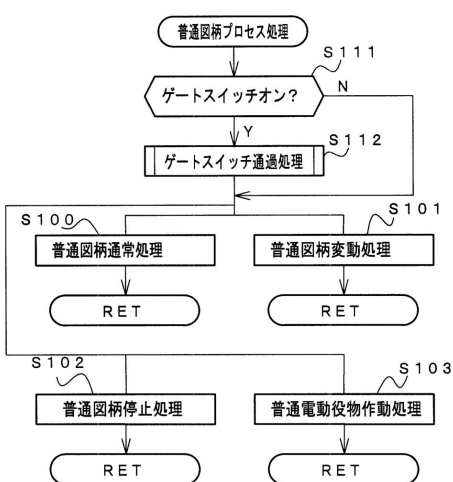 普通図柄プロセス処理
S111
ゲートスイッチオン?
N
Y
S112
ゲートスイッチ通過処理
S100
S101
普通図柄通常処理
普通図柄変動処理
RET
RET
S102
S103
普通図柄停止処理
普通電動役物作動処理
RET
RET